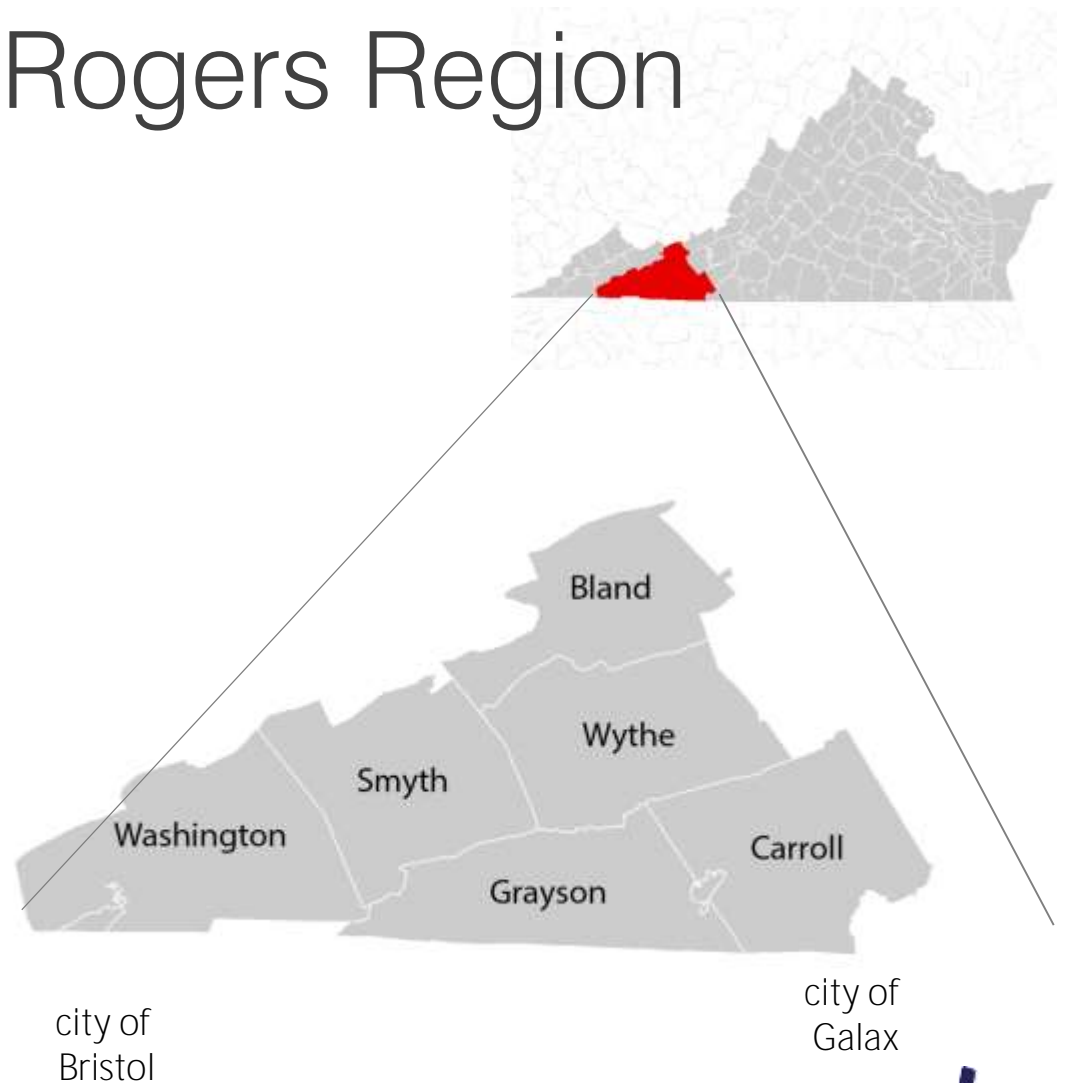 Rogers Region
Bland
Wythe
Smyth
Washington
Carroll
Grayson
city of
Galax
city of
Bristol